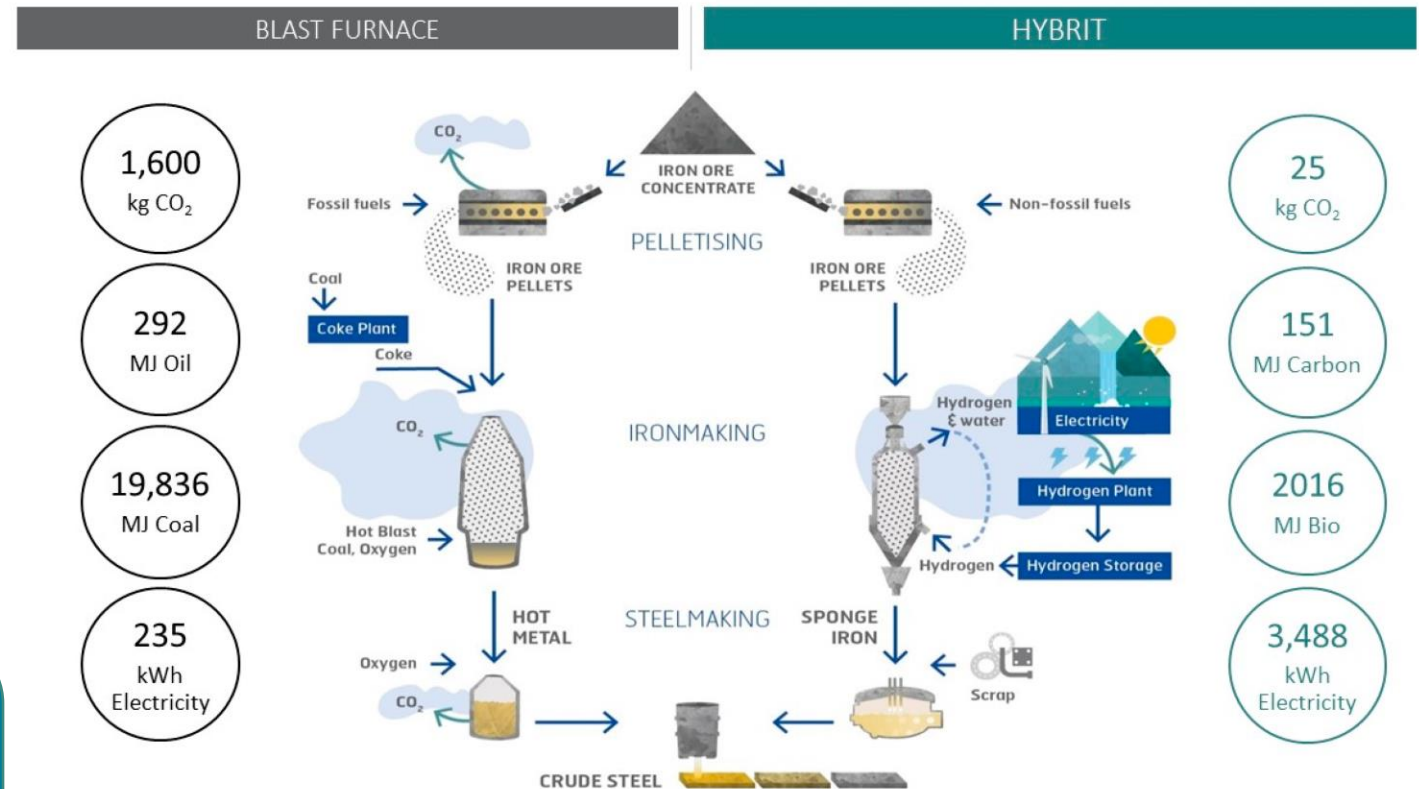 BLAST FURNACE
HYBRIT
1,600
kg CO₂
292
MJ Oil
19,836
MJ Coal
235
kWh
Electricity
CO₂
Fossil fuels
IRON ORE
CONCENTRATE
Non-fossil fuels
PELLETISING
IRON ORE
PELLETS
IRON ORE
PELLETS
Coal
Coke Plant
Coke
CO₂
IRONMAKING
Hydrogen
& water
Electricity
Hydrogen Plant
Hot Blast
Coal, Oxygen
Hydrogen
Hydrogen Storage
HOT
METAL
STEELMAKING
SPONGE
IRON
Oxygen
CO₂
Scrap
CRUDE STEEL
25
kg CO₂
151
MJ Carbon
2016
MJ Bio
3,488
kWh
Electricity